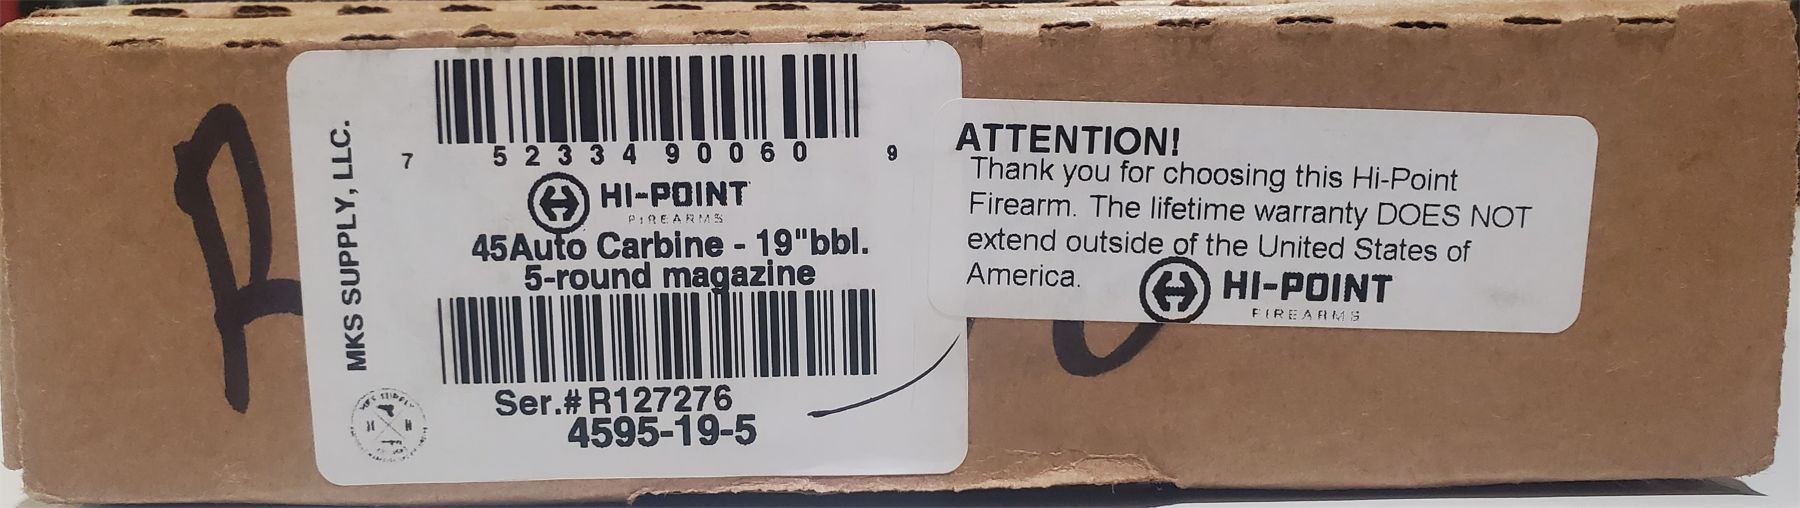 R
MKS SUPPLY, LLC.
7 52334 90060 9
HI-POINT
FIREARMS
45Auto Carbine - 19"bbl.
5-round magazine
Ser.# R127276
4595-19-5
MKS SUPPLY
ATTENTION!
Thank you for choosing this Hi-Point
Firearm. The lifetime warranty DOES NOT
extend outside of the United States of
America.
HI-POINT
FIREARMS